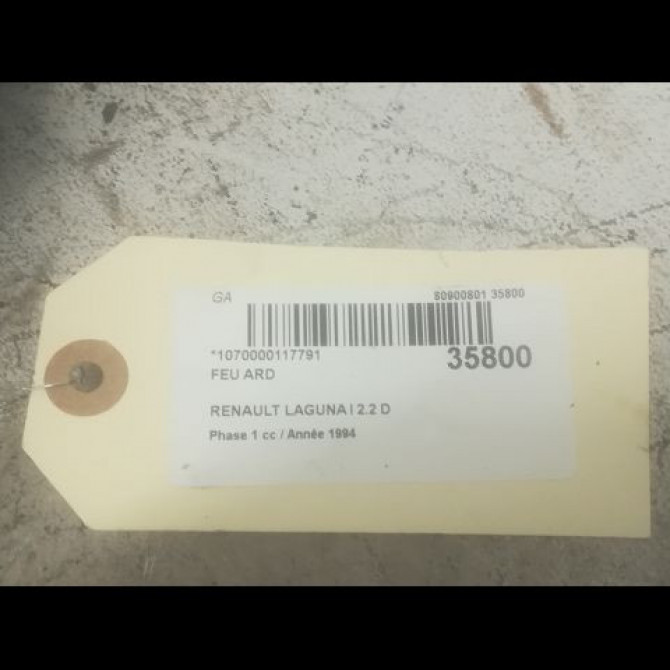 GA 80900801 35800
*1070000117791 35800
FEU ARD
RENAULT LAGUNA I 2.2 D
Phase 1 cc / Année 1994